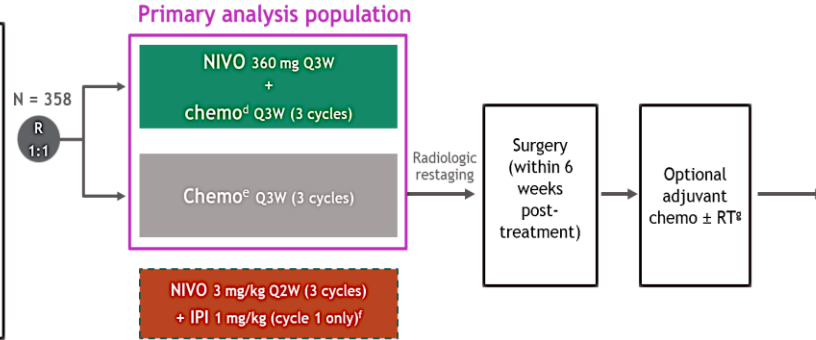 Primary analysis population
N = 358
R
1:1
NIVO 360 mg Q3W
+
chemoᵈ Q3W (3 cycles)
Chemoᵉ Q3W (3 cycles)
NIVO 3 mg/kg Q2W (3 cycles)
+ IPI 1 mg/kg (cycle 1 only)ᶠ
Radiologic
restaging
Surgery
(within 6
weeks
post-
treatment)
Optional
adjuvant
chemo ± RTᵍ